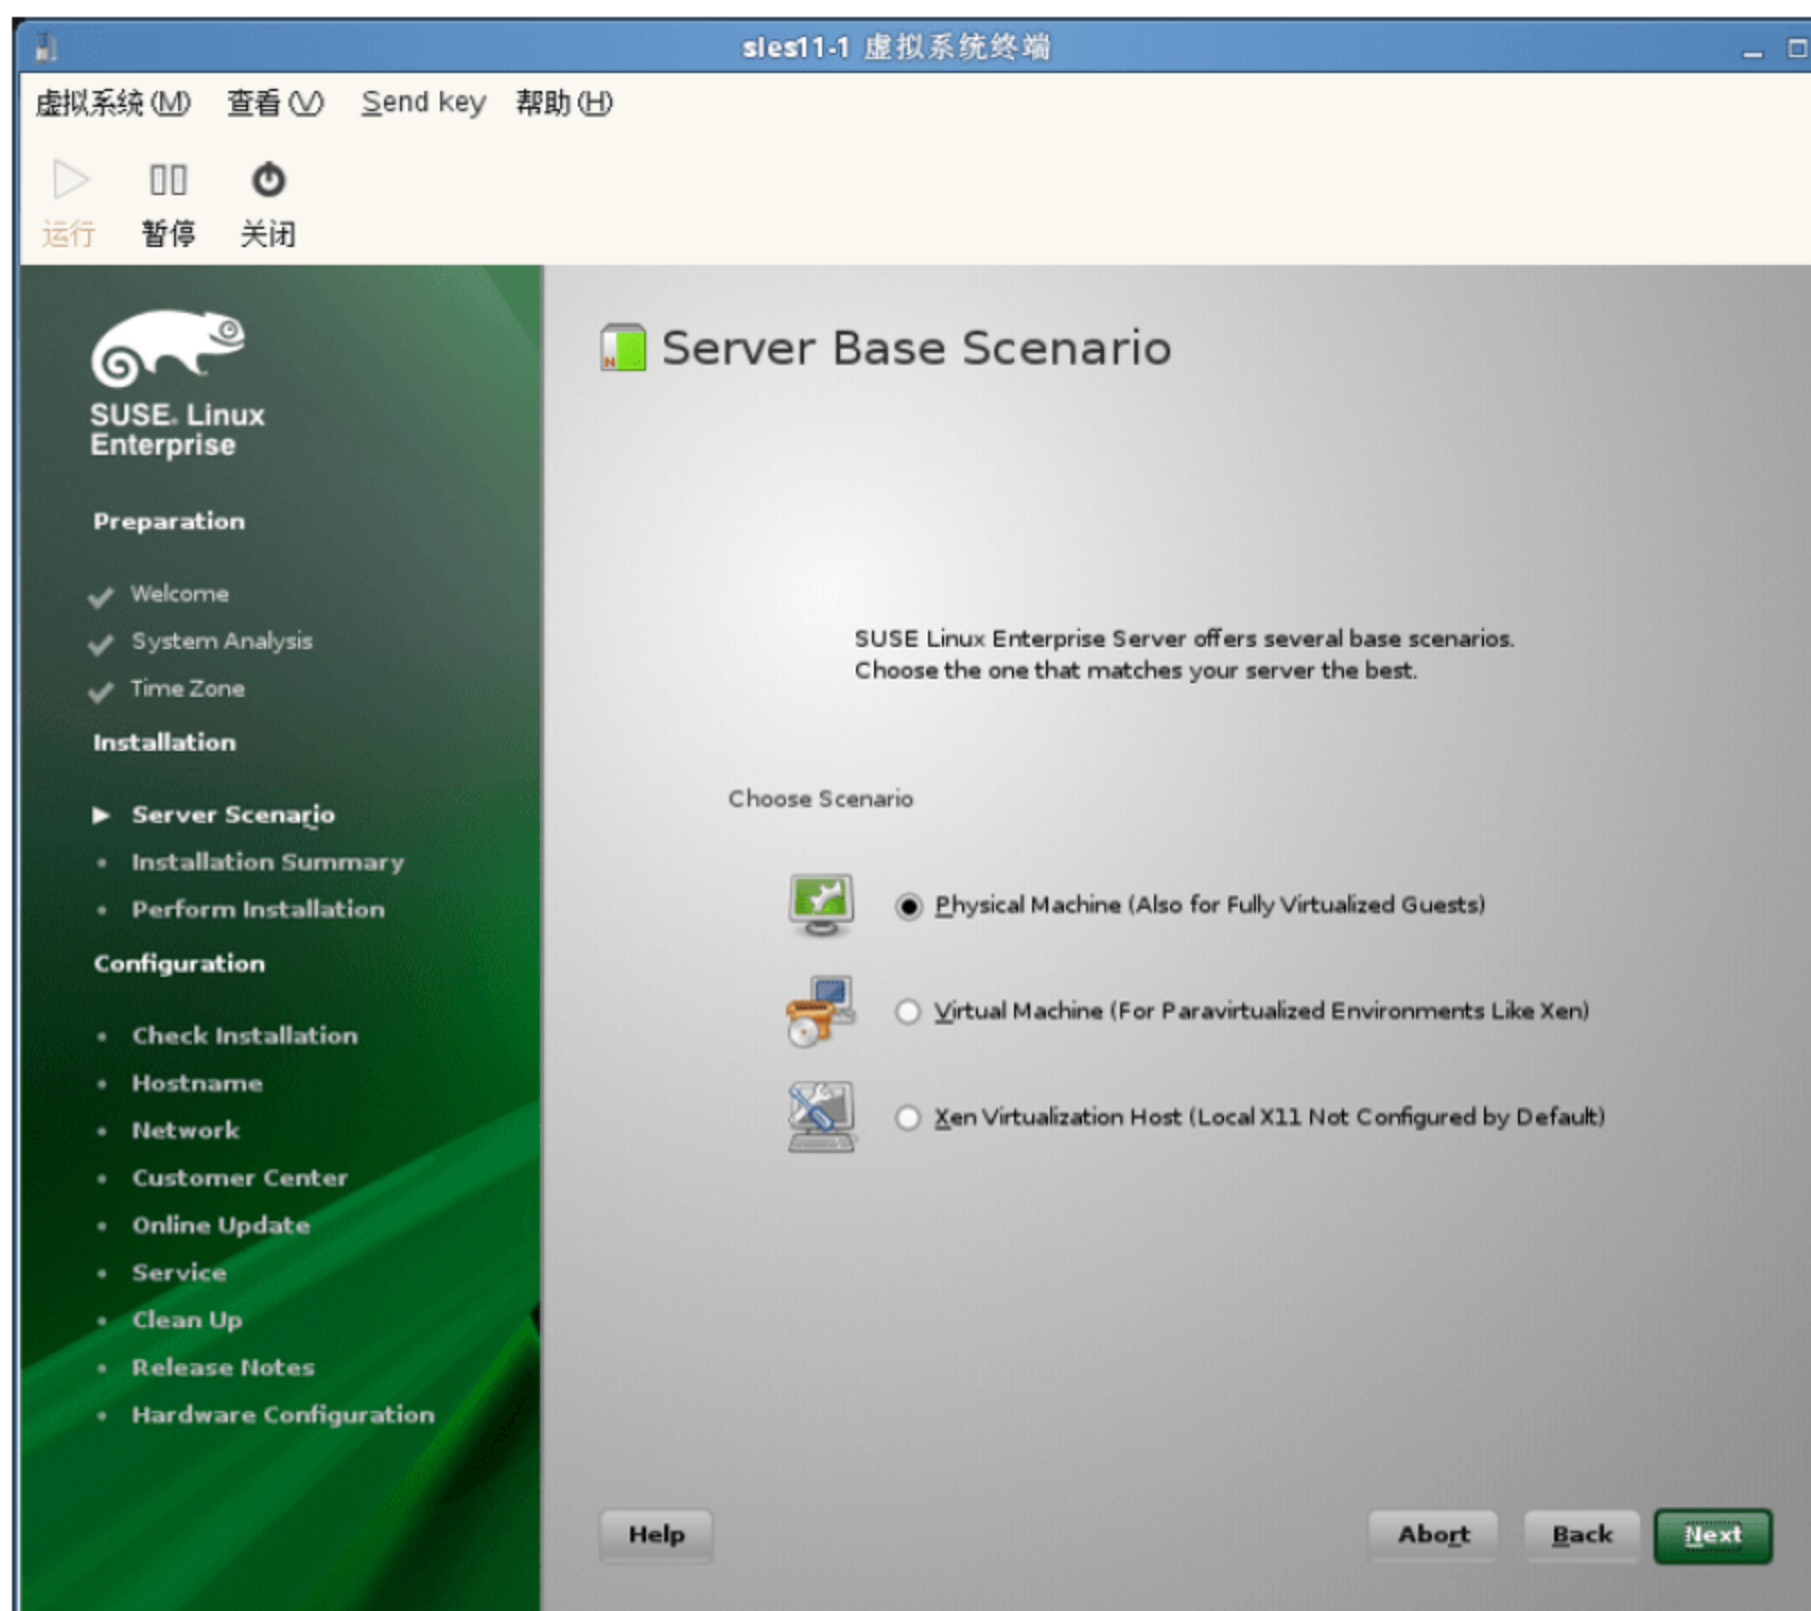 sles11-1 虚拟系统终端
虚拟系统(M) 查看(V) Send key 帮助(H)
运行 暂停 关闭
SUSE. Linux
Enterprise
Preparation
Welcome
System Analysis
Time Zone
Installation
Server Scenario
Installation Summary
Perform Installation
Configuration
Check Installation
Hostname
Network
Customer Center
Online Update
Service
Clean Up
Release Notes
Hardware Configuration
N
Server Base Scenario
SUSE Linux Enterprise Server offers several base scenarios.
Choose the one that matches your server the best.
Choose Scenario
Physical Machine (Also for Fully Virtualized Guests)
Virtual Machine (For Paravirtualized Environments Like Xen)
Xen Virtualization Host (Local X11 Not Configured by Default)
Help Abort Back Next